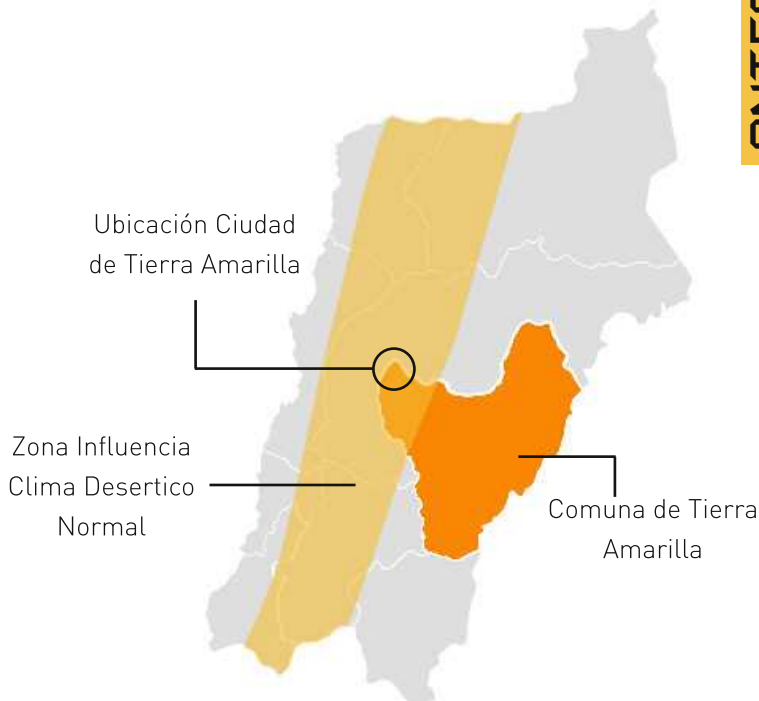 Ubicación Ciudad
de Tierra Amarilla
Zona Influencia
Clima Desertico
Normal
Comuna de Tierra
Amarilla